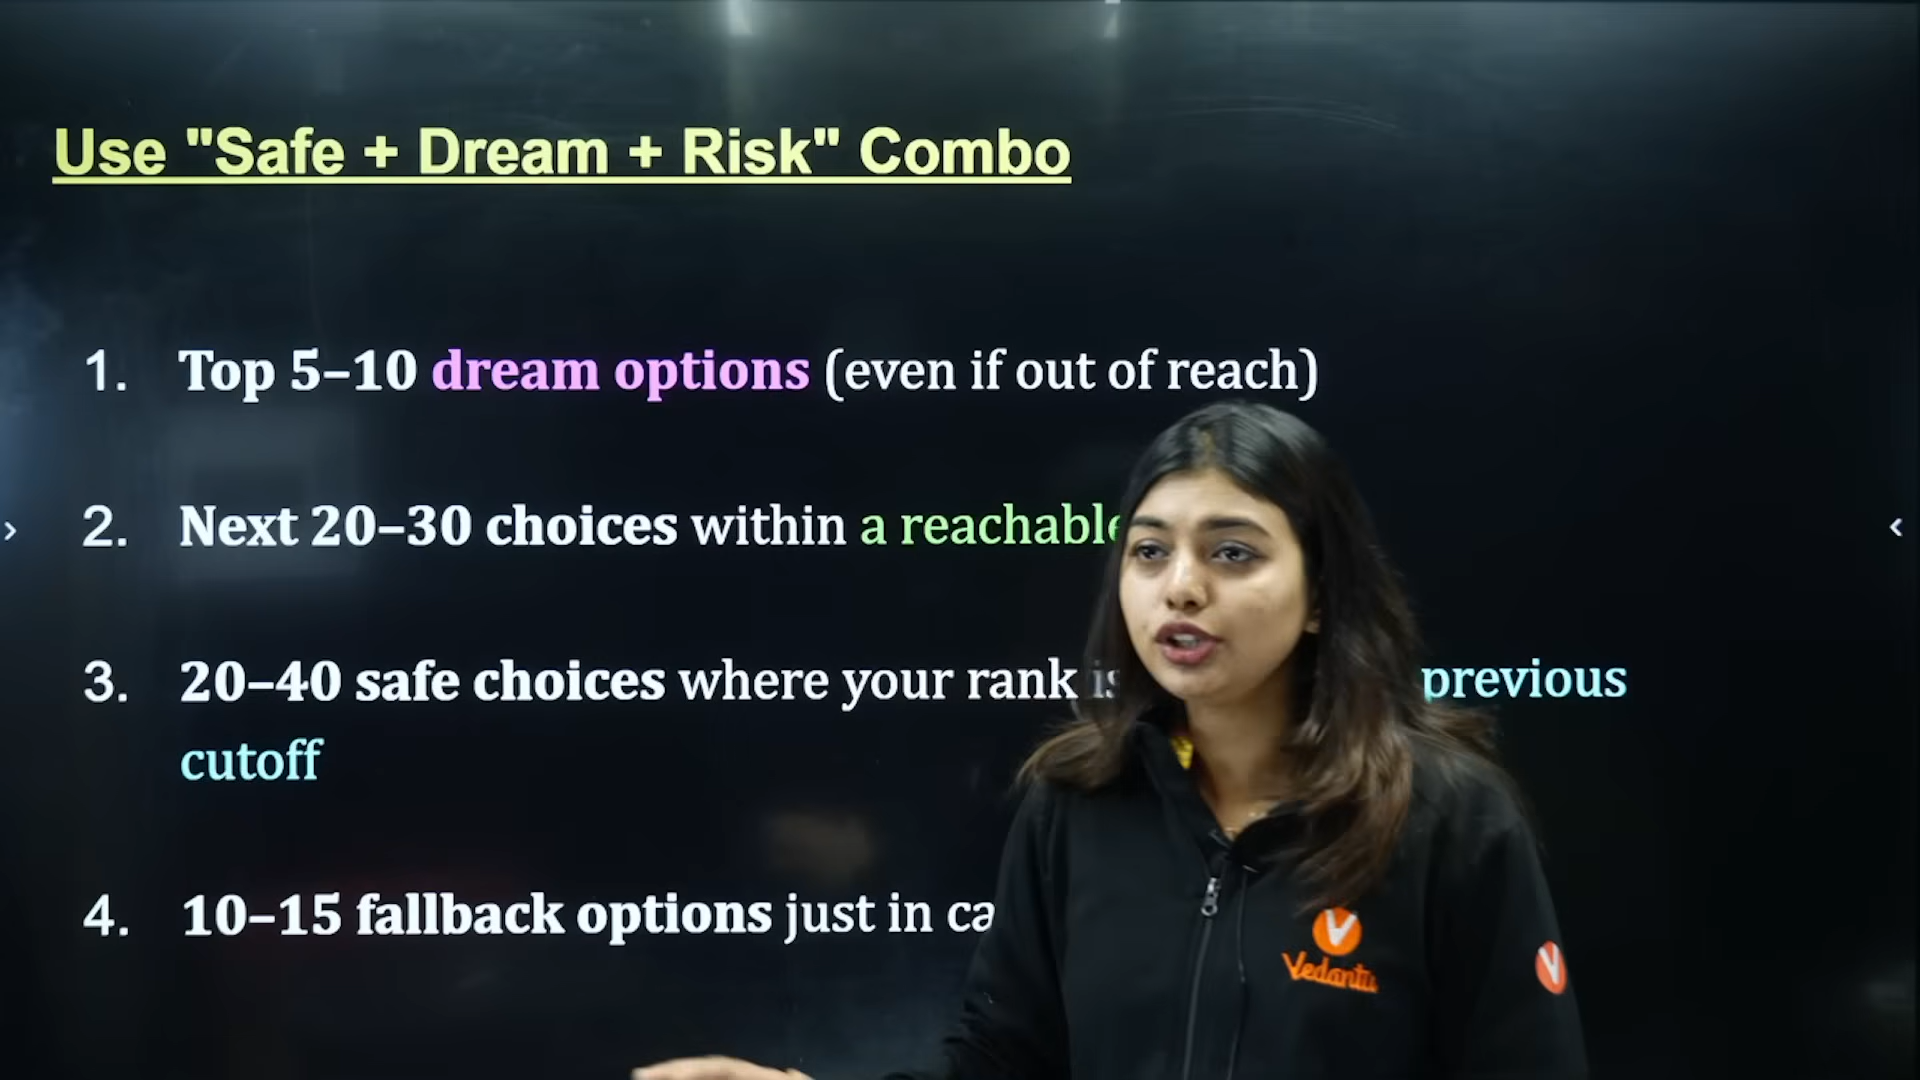 Use "Safe + Dream + Risk" Combo
1. Top 5–10 dream options (even if out of reach)
2. Next 20–30 choices within a reachable
3. 20–40 safe choices where your rank is previous
cutoff
4. 10–15 fallback options just in
Vedantu